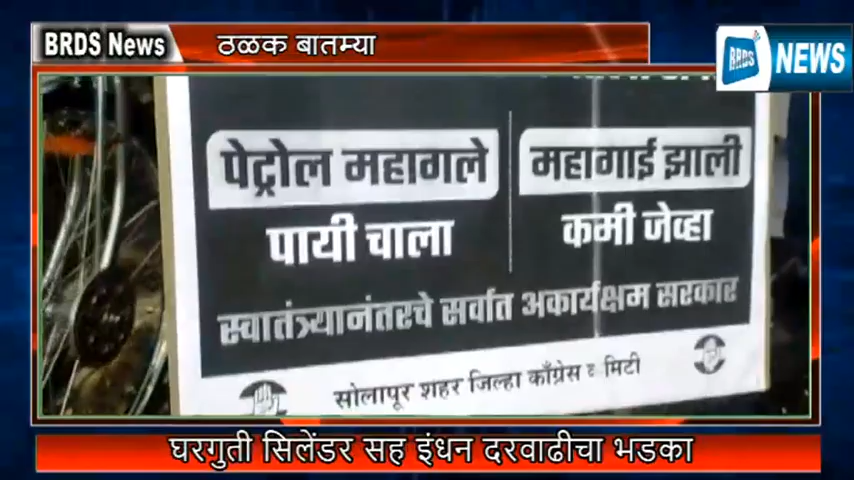 BRDS News
ठळक बातम्या
BRDS NEWS
पेट्रोल महागले
पायी चाला
महागाई झाली
कमी जेव्हा
स्वातंत्र्यानंतरचे सर्वात अकार्यक्षम सरकार
सोलापूर शहर जिल्हा काँग्रेस मिटी
घरगुती सिलेंडर सह इंधन दरवाढीचा भडका